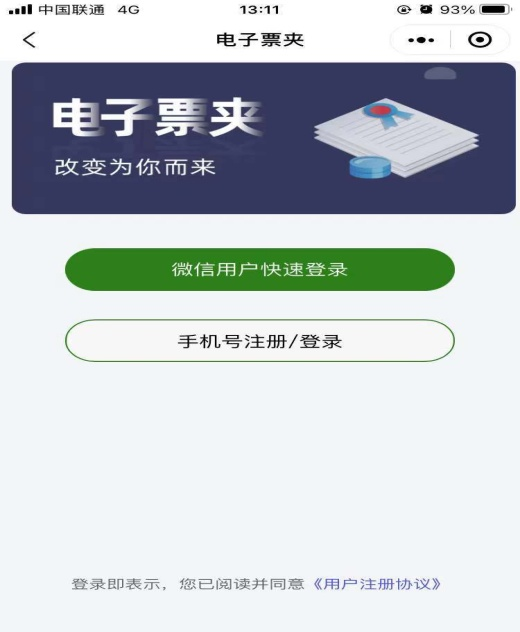 中国联通 4G 13:11 93%
电子票夹
电子票夹
改变为你而来
微信用户快速登录
手机号注册/登录
登录即表示，您已阅读并同意《用户注册协议》